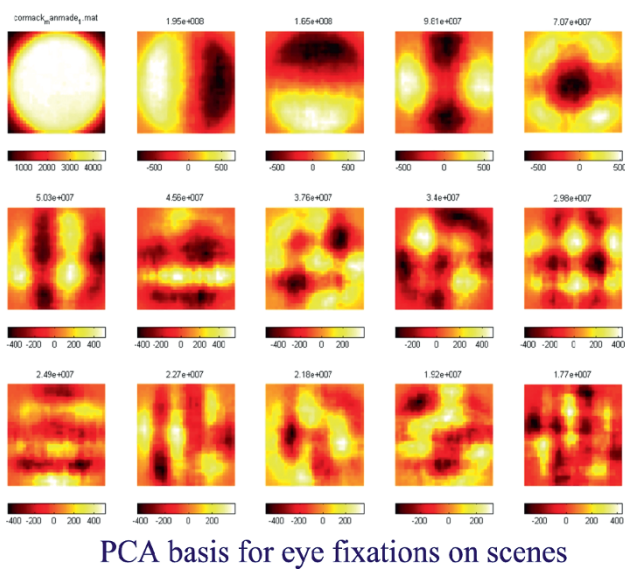 cormack_manmade_1.mat 1.95e+008 1.65e+008 9.81e+007 7.07e+007
1000 2000 3000 4000 -500 0 500 -500 0 500 -500 0 500 -500 0 500
5.03e+007 4.56e+007 3.76e+007 3.4e+007 2.98e+007
-400 -200 0 200 400 -400 -200 0 200 400 -400 -200 0 200 -400 -200 0 200 400 -400 -200 0 200 400
2.49e+007 2.27e+007 2.18e+007 1.92e+007 1.77e+007
-400 -200 0 200 -400 -200 0 200 -400 -200 0 200 -200 0 200 -400 -200 0 200 400
PCA basis for eye fixations on scenes